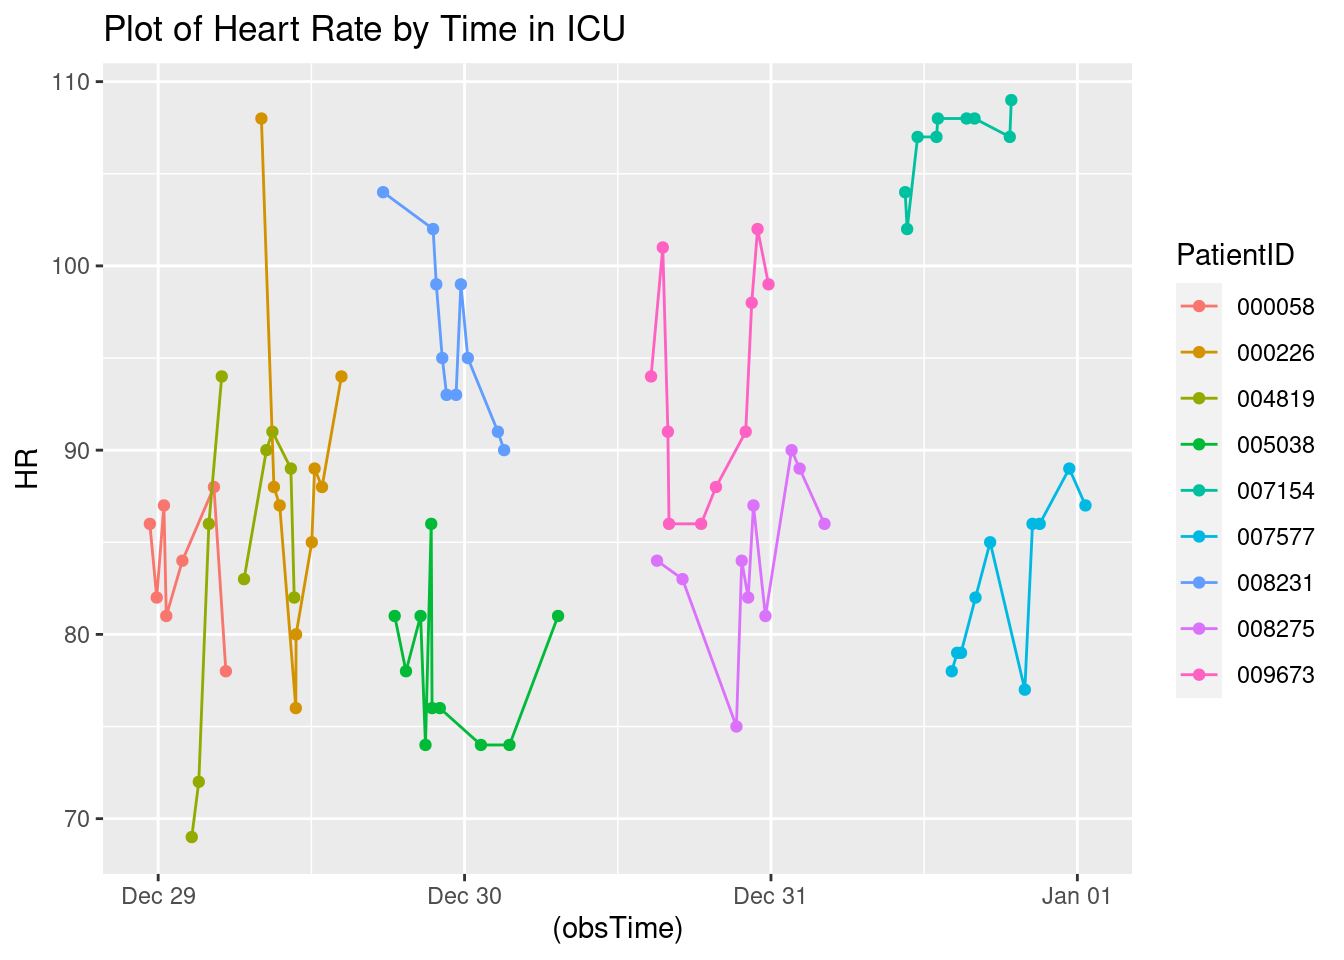 Plot of Heart Rate by Time in ICU
110
100
90
80
70
HR
Dec 29
Dec 30
Dec 31
Jan 01
(obsTime)
PatientID
000058
000226
004819
005038
007154
007577
008231
008275
009673